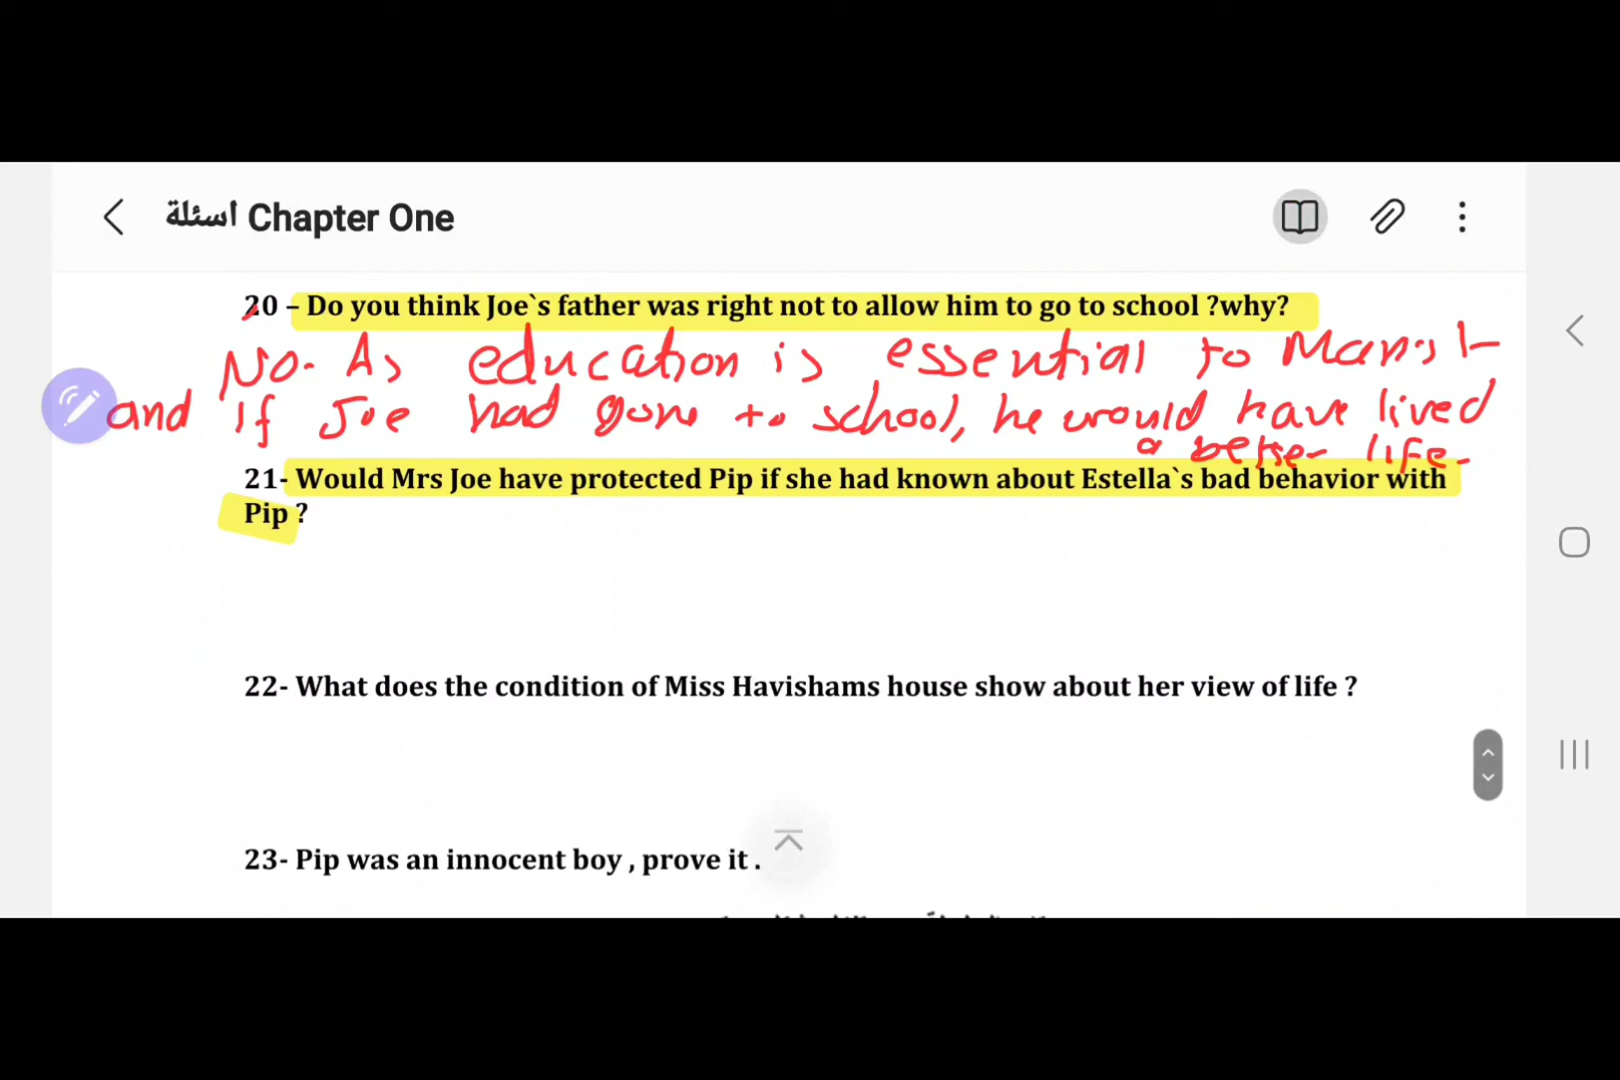 اسئلة Chapter One
20 – Do you think Joe`s father was right not to allow him to go to school ?why?
No. As education is essential to
and if Joe had gone to school, he would have lived
a better life.
21- Would Mrs Joe have protected Pip if she had known about Estella`s bad behavior with
Pip ?
22- What does the condition of Miss Havishams house show about her view of life ?
23- Pip was an innocent boy , prove it .